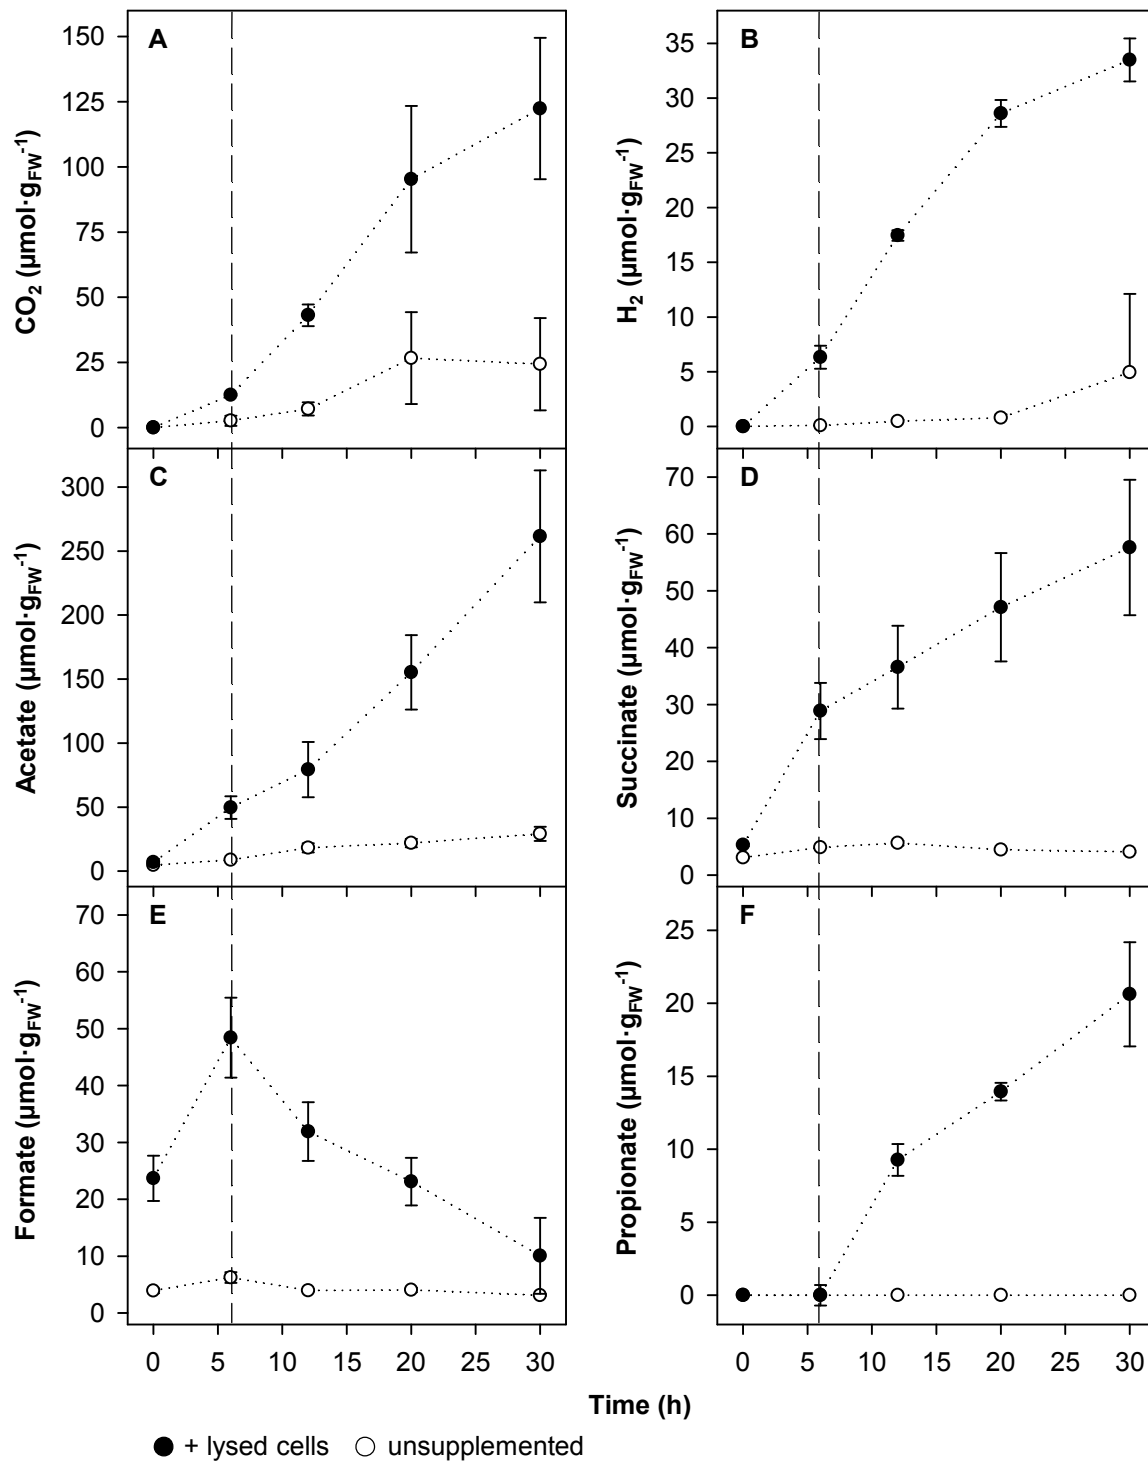 A
CO₂ (µmol·gFW⁻¹)
150
125
100
75
50
25
0
B
H₂ (µmol·gFW⁻¹)
35
30
25
20
15
10
5
0
C
Acetate (µmol·gFW⁻¹)
300
250
200
150
100
50
0
D
Succinate (µmol·gFW⁻¹)
70
60
50
40
30
20
10
0
E
Formate (µmol·gFW⁻¹)
70
60
50
40
30
20
10
0
F
Propionate (µmol·gFW⁻¹)
25
20
15
10
5
0
0 5 10 15 20 25 30
0 5 10 15 20 25 30
Time (h)
+ lysed cells unsupplemented